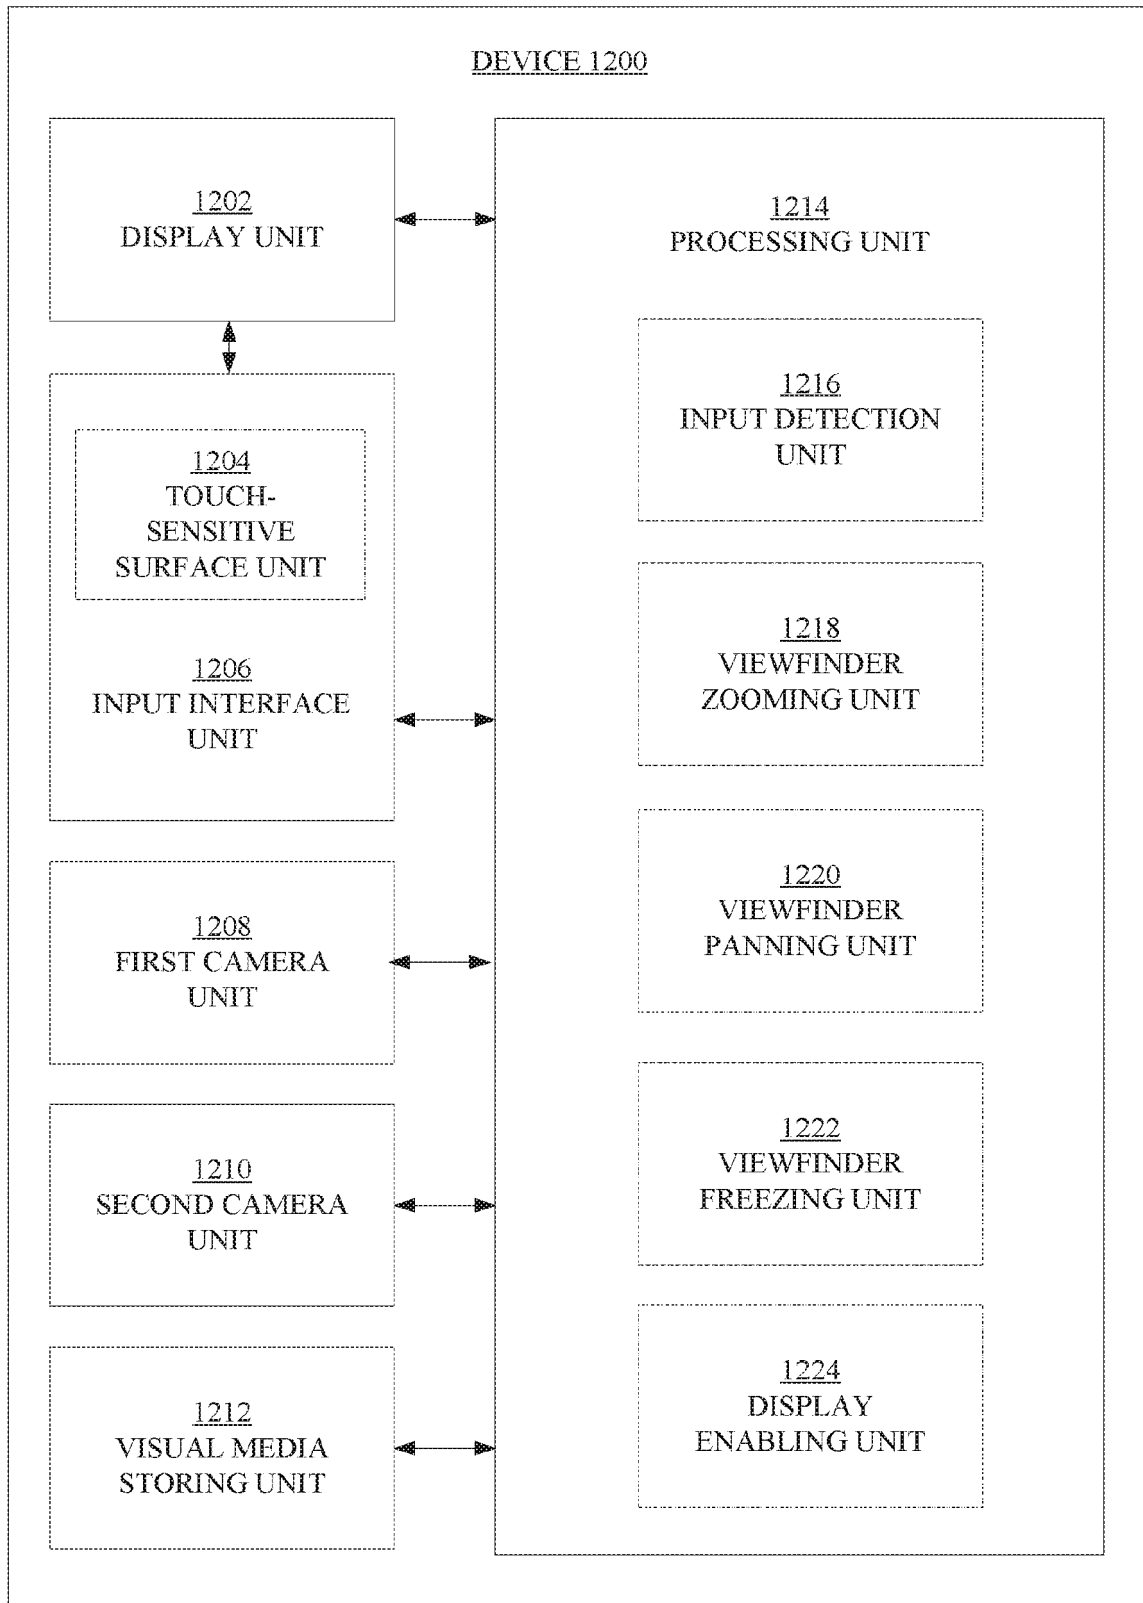 DEVICE 1200
1202
DISPLAY UNIT
1204
TOUCH-
SENSITIVE
SURFACE UNIT
1206
INPUT INTERFACE
UNIT
1208
FIRST CAMERA
UNIT
1210
SECOND CAMERA
UNIT
1212
VISUAL MEDIA
STORING UNIT
1214
PROCESSING UNIT
1216
INPUT DETECTION
UNIT
1218
VIEWFINDER
ZOOMING UNIT
1220
VIEWFINDER
PANNING UNIT
1222
VIEWFINDER
FREEZING UNIT
1224
DISPLAY
ENABLING UNIT